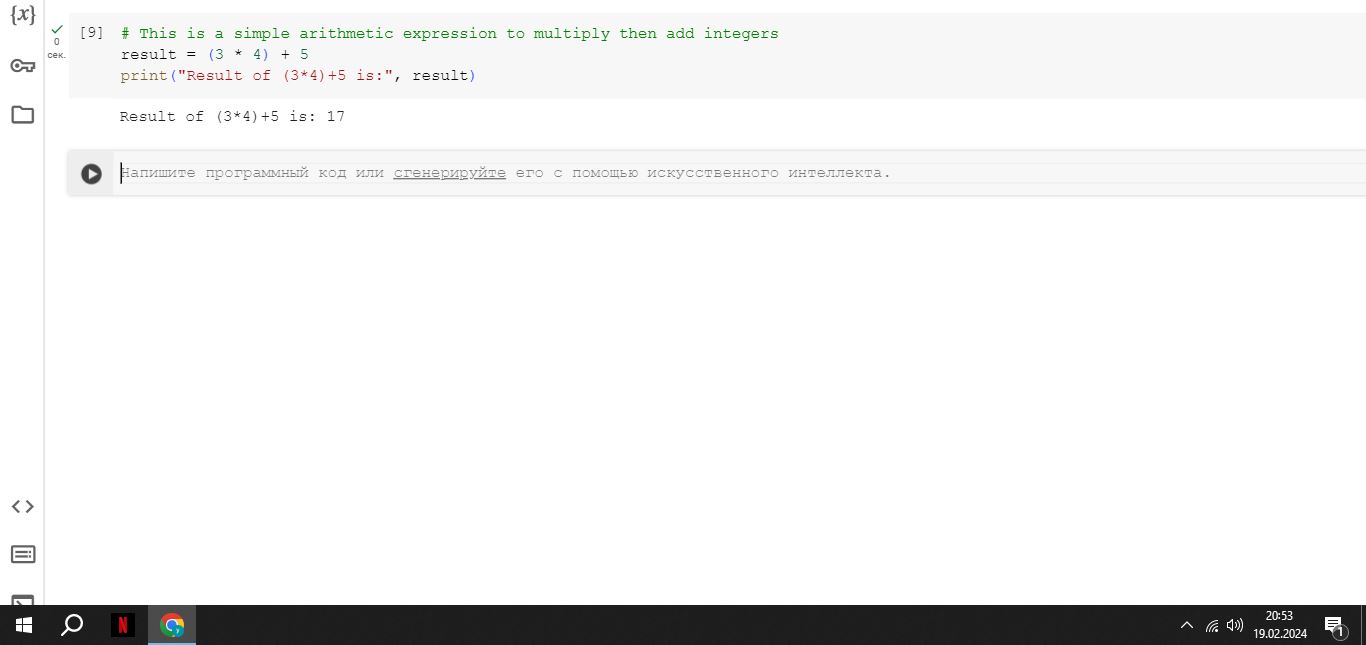 {x}
0
сек.
[9] # This is a simple arithmetic expression to multiply then add integers
result = (3 * 4) + 5
print("Result of (3*4)+5 is:", result)
Result of (3*4)+5 is: 17
Напишите программный код или сгенерируйте его с помощью искусственного интеллекта.
N
20:53
19.02.2024
1